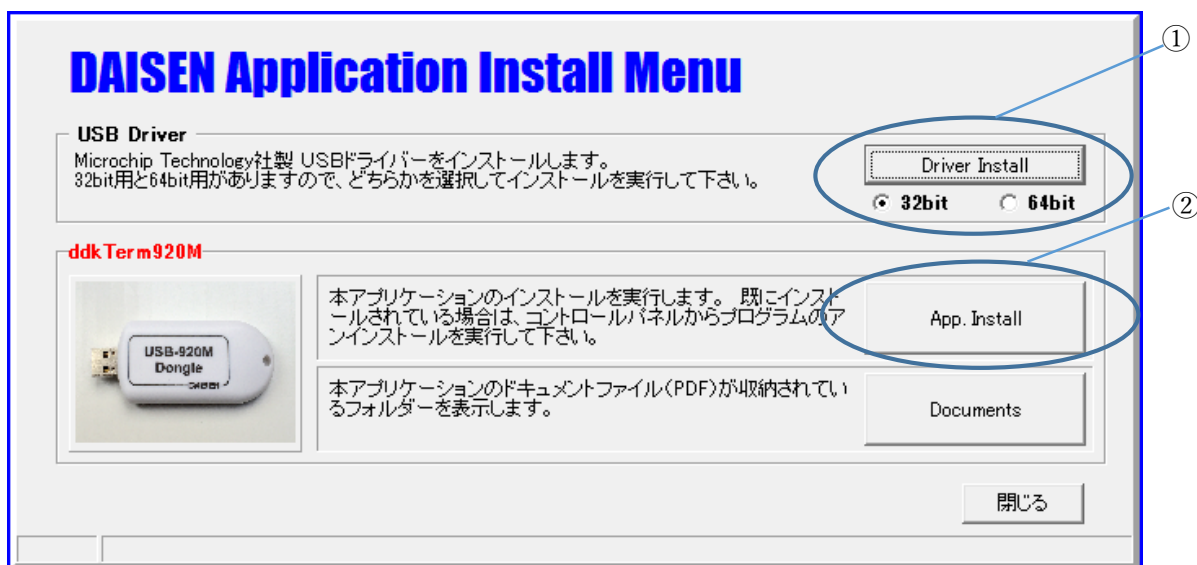 ①
DAISEN Application Install Menu
USB Driver
Microchip Technology社製 USBドライバーをインストールします。
32bit用と64bit用がありますので、どちらかを選択してインストールを実行して下さい。
Driver Install
32bit 64bit
②
ddkTerm920M
USB-920M
Dongle
本アプリケーションのインストールを実行します。 既にインスト
ールされている場合は、コントロールパネルからプログラムのア
ンインストールを実行して下さい。
App. Install
本アプリケーションのドキュメントファイル(PDF)が収納されてい
るフォルダーを表示します。
Documents
閉じる